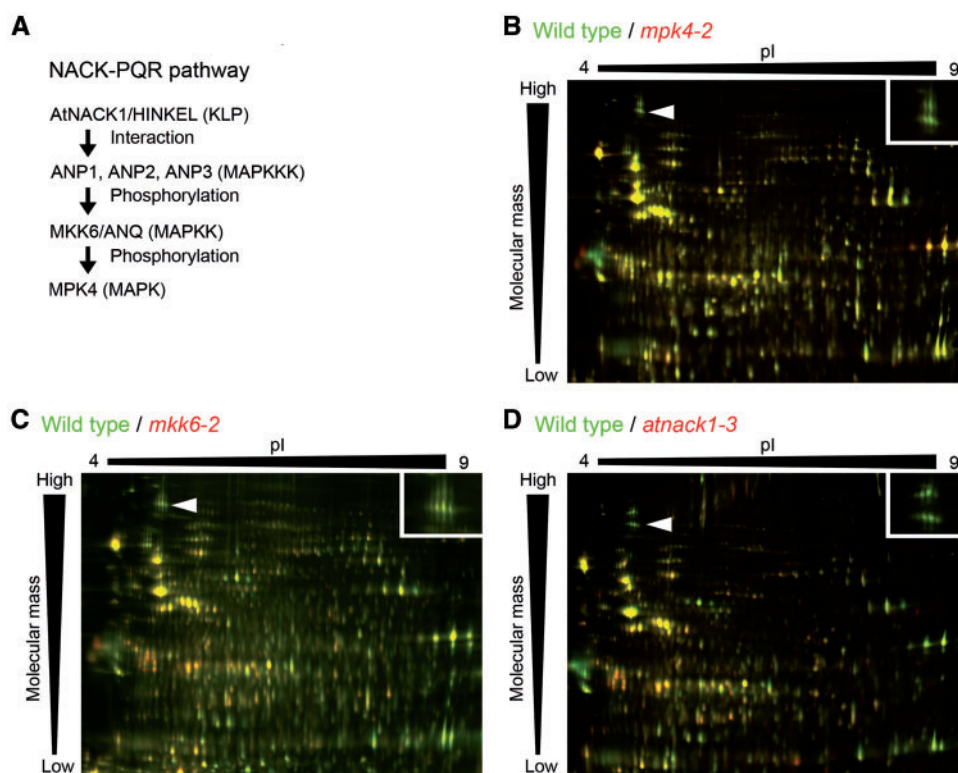 A
NACK-PQR pathway
AtNACK1/HINKEL (KLP)
Interaction
ANP1, ANP2, ANP3 (MAPKKK)
Phosphorylation
MKK6/ANQ (MAPKK)
Phosphorylation
MPK4 (MAPK)
B Wild type / mpk4-2
pI
4 9
High
Molecular mass
Low
C Wild type / mkk6-2
pI
4 9
High
Molecular mass
Low
D Wild type / atnack1-3
pI
4 9
High
Molecular mass
Low